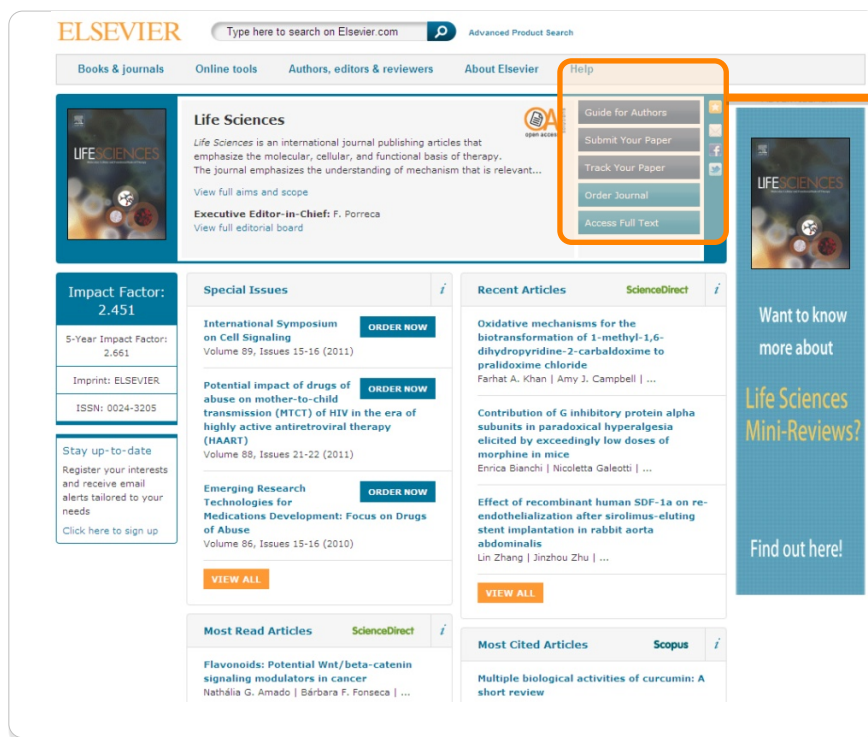 ELSEVIER
Type here to search on Elsevier.com
Advanced Product Search
Books & journals
Online tools
Authors, editors & reviewers
About Elsevier
Help
LIFESCIENCES
Life Sciences
Life Sciences is an international journal publishing articles that
emphasize the molecular, cellular, and functional basis of therapy.
The journal emphasizes the understanding of mechanism that is relevant...
View full aims and scope
Executive Editor-in-Chief: F. Porreca
View full editorial board
OA
open access
Guide for Authors
Submit Your Paper
Track Your Paper
Order Journal
Access Full Text
Impact Factor:
2.451
5-Year Impact Factor:
2.661
Imprint: ELSEVIER
ISSN: 0024-3205
Stay up-to-date
Register your interests
and receive email
alerts tailored to your
needs
Click here to sign up
Special Issues
i
International Symposium
on Cell Signaling
Volume 89, Issues 15-16 (2011)
ORDER NOW
Potential impact of drugs of
abuse on mother-to-child
transmission (MTCT) of HIV in the era of
highly active antiretroviral therapy
(HAART)
Volume 88, Issues 21-22 (2011)
ORDER NOW
Emerging Research
Technologies for
Medications Development: Focus on Drugs
of Abuse
Volume 86, Issues 15-16 (2010)
ORDER NOW
VIEW ALL
Most Read Articles
ScienceDirect
i
Flavonoids: Potential Wnt/beta-catenin
signaling modulators in cancer
Nathália G. Amado | Bárbara F. Fonseca | ...
Recent Articles
ScienceDirect
i
Oxidative mechanisms for the
biotransformation of 1-methyl-1,6-
dihydropyridine-2-carbaldoxime to
pralidoxime chloride
Farhat A. Khan | Amy J. Campbell | ...
Contribution of G inhibitory protein alpha
subunits in paradoxical hyperalgesia
elicited by exceedingly low doses of
morphine in mice
Enrica Bianchi | Nicoletta Galeotti | ...
Effect of recombinant human SDF-1a on re-
endothelialization after sirolimus-eluting
stent implantation in rabbit aorta
abdominalis
Lin Zhang | Jinzhou Zhu | ...
VIEW ALL
Most Cited Articles
Scopus
i
Multiple biological activities of curcumin: A
short review
LIFESCIENCES
Want to know
more about
Life Sciences
Mini-Reviews?
Find out here!